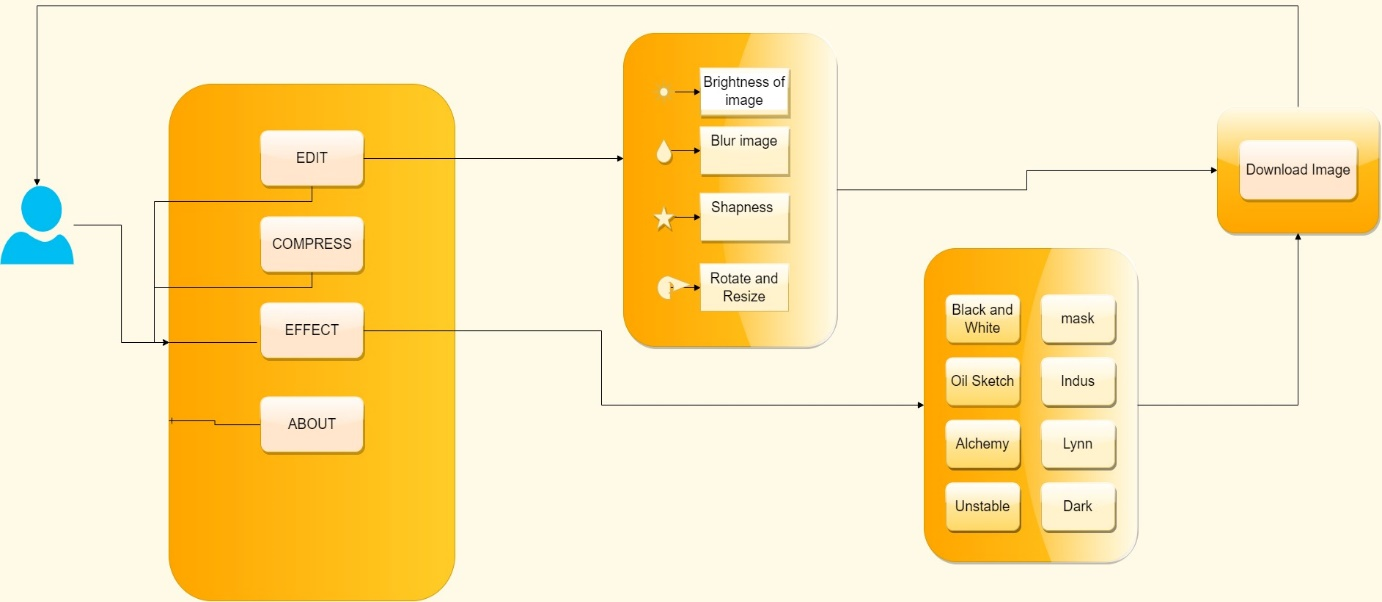 EDIT
COMPRESS
EFFECT
ABOUT
Brightness of
image
Blur image
Shapness
Rotate and
Resize
Black and
White
mask
Oil Sketch
Indus
Alchemy
Lynn
Unstable
Dark
Download Image